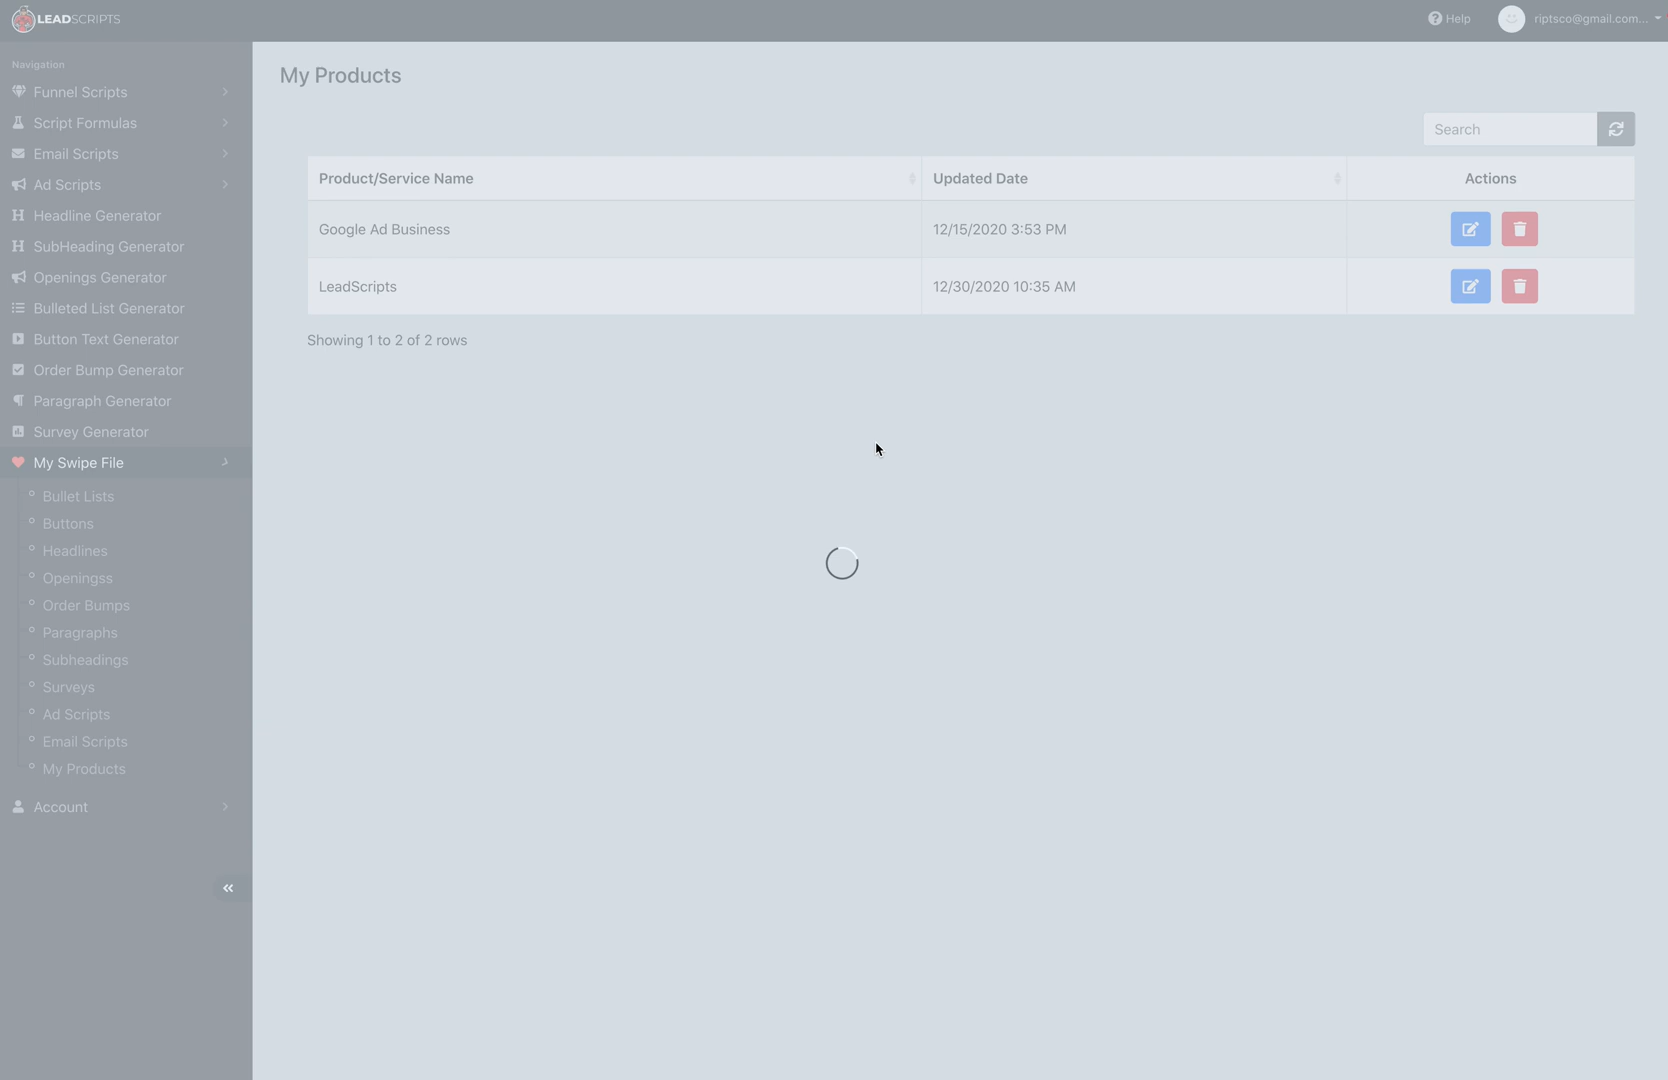 LEADSCRIPTS
Help
riptsco@gmail.com...
Navigation
Funnel Scripts
Script Formulas
Email Scripts
Ad Scripts
Headline Generator
SubHeading Generator
Openings Generator
Bulleted List Generator
Button Text Generator
Order Bump Generator
Paragraph Generator
Survey Generator
My Swipe File
Bullet Lists
Buttons
Headlines
Openingss
Order Bumps
Paragraphs
Subheadings
Surveys
Ad Scripts
Email Scripts
My Products
Account
My Products
Search
Product/Service Name Updated Date Actions
Google Ad Business 12/15/2020 3:53 PM
LeadScripts 12/30/2020 10:35 AM
Showing 1 to 2 of 2 rows